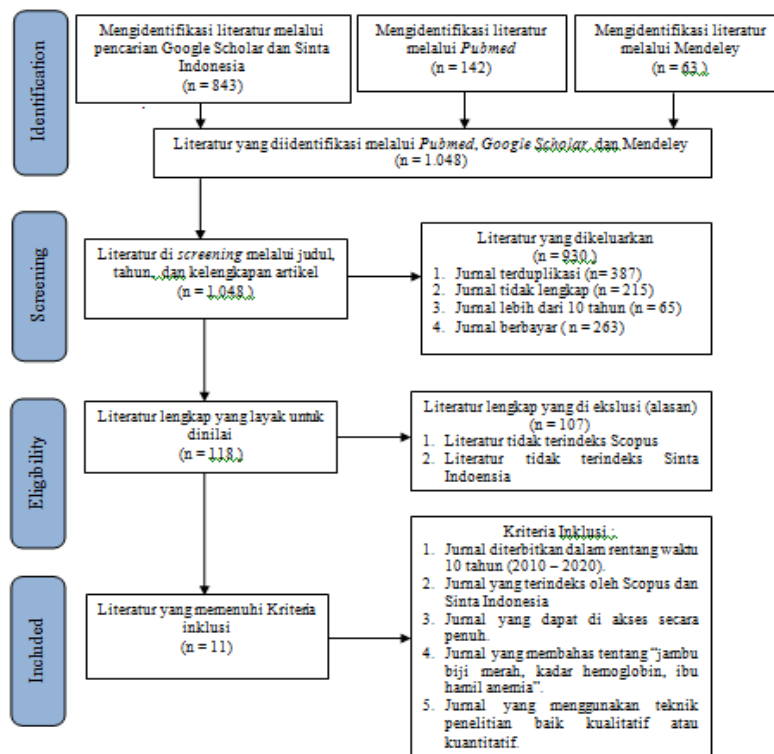 Identification
Mengidentifikasi literatur melalui
pencarian Google Scholar dan Sinta
Indonesia
(n = 843)
Mengidentifikasi literatur
melalui Pubmed
(n = 142)
Mengidentifikasi literatur
melalui Mendeley
(n = 63)
Literatur yang diidentifikasi melalui Pubmed, Google Scholar, dan Mendeley
(n = 1.048)
Screening
Literatur di screening melalui judul,
tahun, dan kelengkapan artikel
(n = 1.048)
Literatur yang dikeluarkan
(n = 930)
1. Jurnal terduplikasi (n= 387)
2. Jurnal tidak lengkap (n = 215)
3. Jurnal lebih dari 10 tahun (n = 65)
4. Jurnal berbayar ( n = 263)
Eligibility
Literatur lengkap yang layak untuk
dinilai
(n = 118)
Literatur lengkap yang di ekslusi (alasan)
(n = 107)
1. Literatur tidak terindeks Scopus
2. Literatur tidak terindeks Sinta
Indoensia
Included
Literatur yang memenuhi Kriteria
inklusi
(n = 11)
Kriteria Inklusi :
1. Jurnal diterbitkan dalam rentang waktu
10 tahun (2010 – 2020).
2. Jurnal yang terindeks oleh Scopus dan
Sinta Indonesia
3. Jurnal yang dapat di akses secara
penuh.
4. Jurnal yang membahas tentang “jambu
biji merah, kadar hemoglobin, ibu
hamil anemia”.
5. Jurnal yang menggunakan teknik
penelitian baik kualitatif atau
kuantitatif.